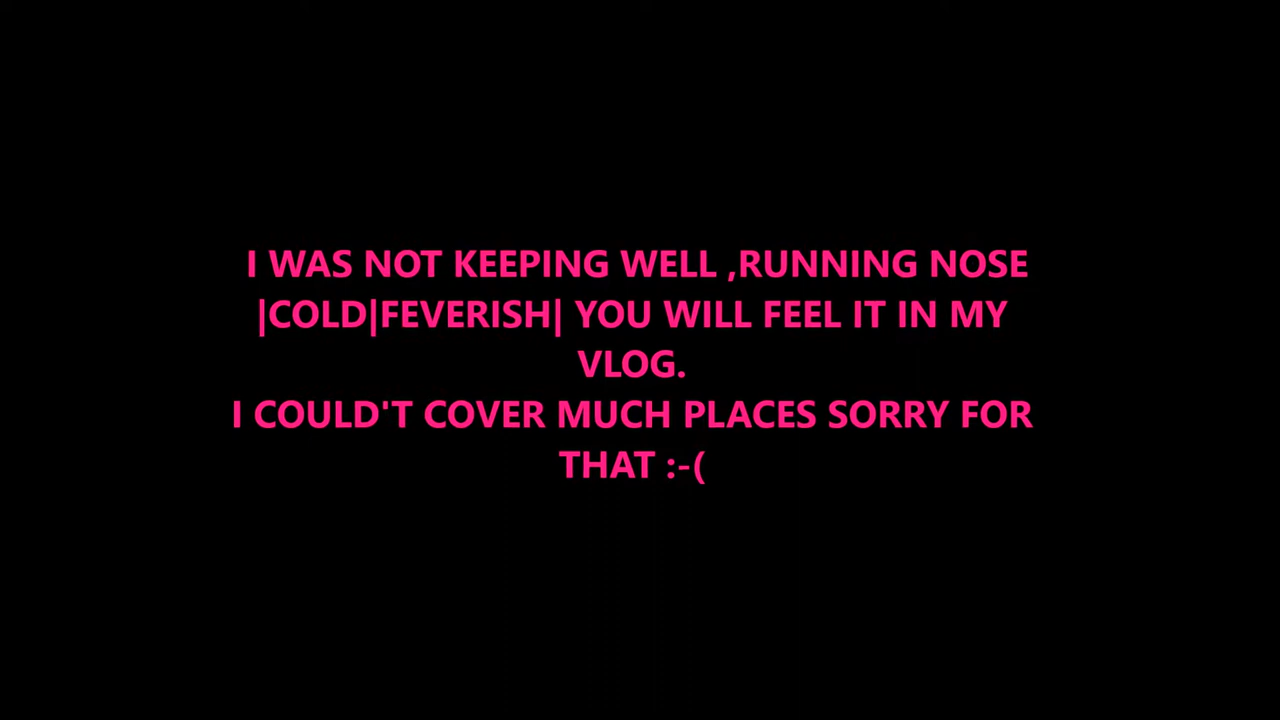 I WAS NOT KEEPING WELL ,RUNNING NOSE
|COLD|FEVERISH| YOU WILL FEEL IT IN MY
VLOG.
I COULD'T COVER MUCH PLACES SORRY FOR
THAT :-(